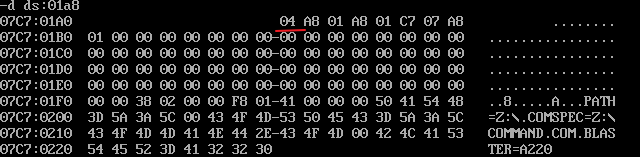 -d ds:01a8
07C7:01A0                          04 A8 01 A8 01 C7 07 A8           ........
07C7:01B0  01 00 00 00 00 00 00 00-00 00 00 00 00 00 00 00   ................
07C7:01C0  00 00 00 00 00 00 00 00-00 00 00 00 00 00 00 00   ................
07C7:01D0  00 00 00 00 00 00 00 00-00 00 00 00 00 00 00 00   ................
07C7:01E0  00 00 00 00 00 00 00 00-00 00 00 00 00 00 00 00   ................
07C7:01F0  00 00 38 02 00 00 F8 01-41 00 00 00 50 41 54 48   ..8.....A...PATH
07C7:0200  3D 5A 3A 5C 00 43 4F 4D-53 50 45 43 3D 5A 3A 5C   =Z:\.COMSPEC=Z:\
07C7:0210  43 4F 4D 4D 41 4E 44 2E-43 4F 4D 00 42 4C 41 53   COMMAND.COM.BLAS
07C7:0220  54 45 52 3D 41 32 32 30                           TER=A220